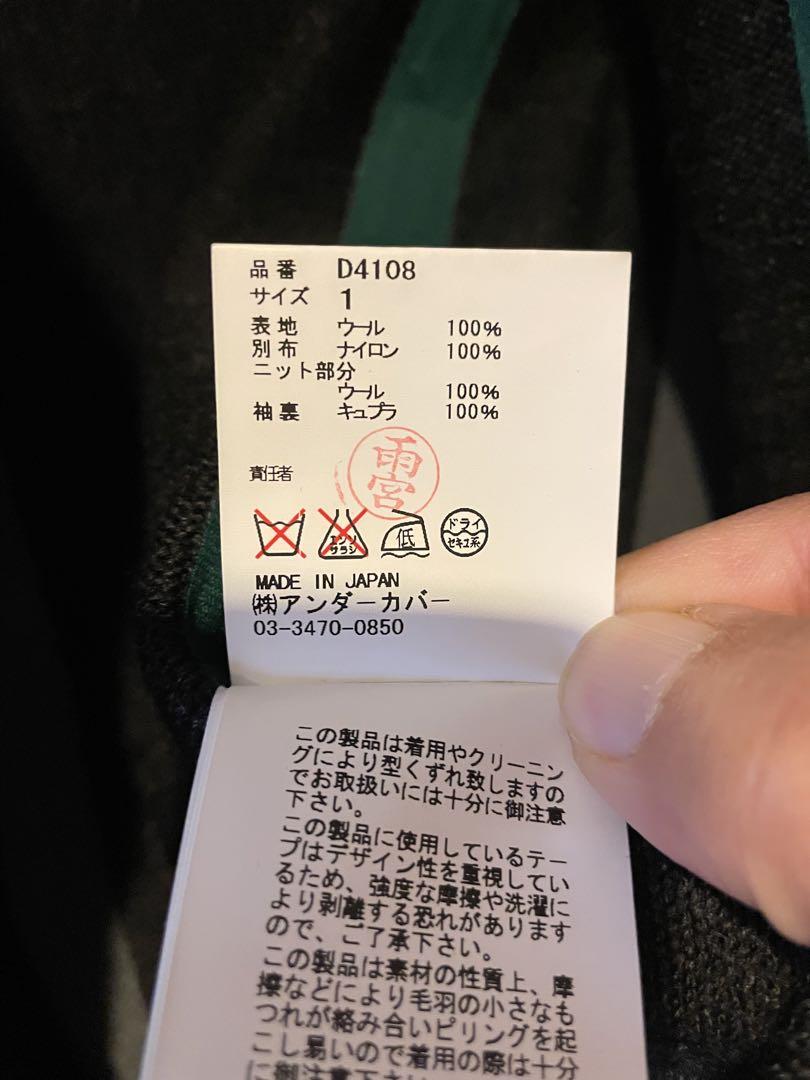 品番 D4108
サイズ 1
表地 ウール 100%
別布 ナイロン 100%
ニット部分
ウール 100%
袖裏 キュプラ 100%
雨宮
責任者
エンソ
サラシ
低
ドライ
セキユ系
MADE IN JAPAN
㈱アンダーカバー
03-3470-0850
この製品は着用やクリーニン
グにより型くずれ致しますの
でお取扱いには十分に御注意
下さい。
この製品に使用しているテー
プはデザイン性を重視してい
るため、強度な摩擦や洗濯に
より剥離する恐れがあります
ので、ご了承下さい。
この製品は素材の性質上、摩
擦などにより毛羽の小さなも
つれが絡み合いピリングを起
こし易いので着用の際は十分
に御注意下さい。